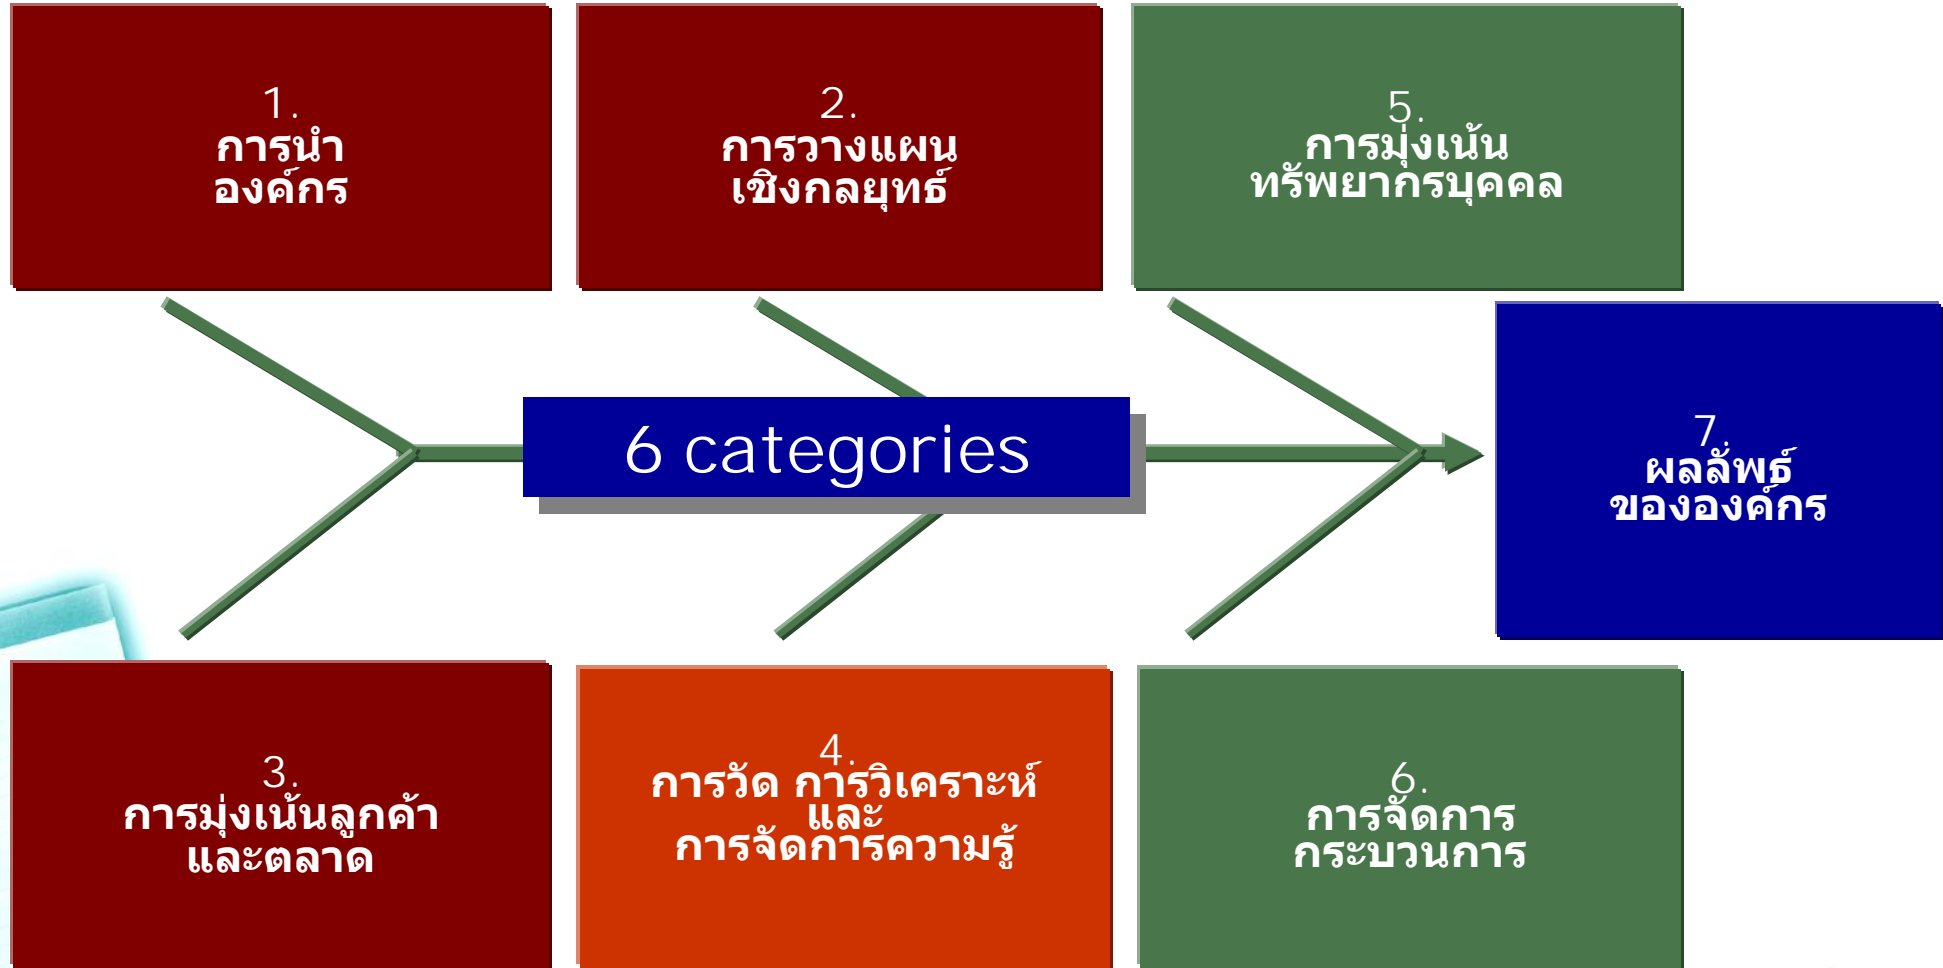 1.
การนำ
องค์กร
2.
การวางแผน
เชิงกลยุทธ์
5.
การมุ่งเน้น
ทรัพยากรบุคคล
6 categories
7.
ผลลัพธ์
ขององค์กร
3.
การมุ่งเน้นลูกค้า
และตลาด
4.
การวัด การวิเคราะห์
และ
การจัดการความรู้
6.
การจัดการ
กระบวนการ